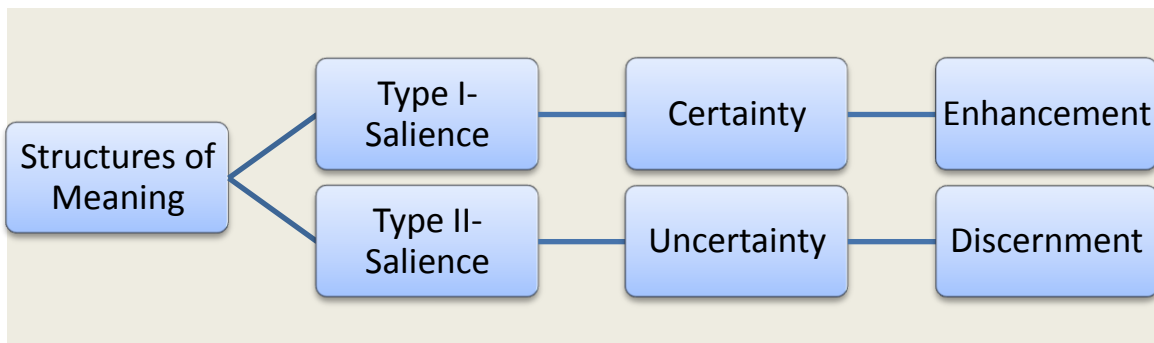 Structures of
Meaning
Type I-
Salience
Certainty
Enhancement
Type II-
Salience
Uncertainty
Discernment